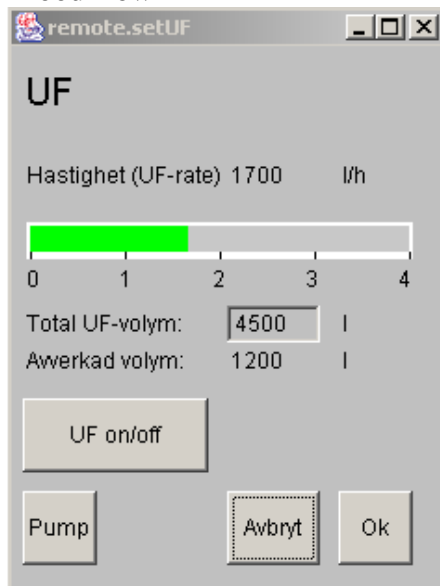 remote.setUF
UF
Hastighet (UF-rate) 1700 l/h
0 1 2 3 4
Total UF-volym: 4500 l
Avverkad volym: 1200 l
UF on/off
Pump Avbryt Ok